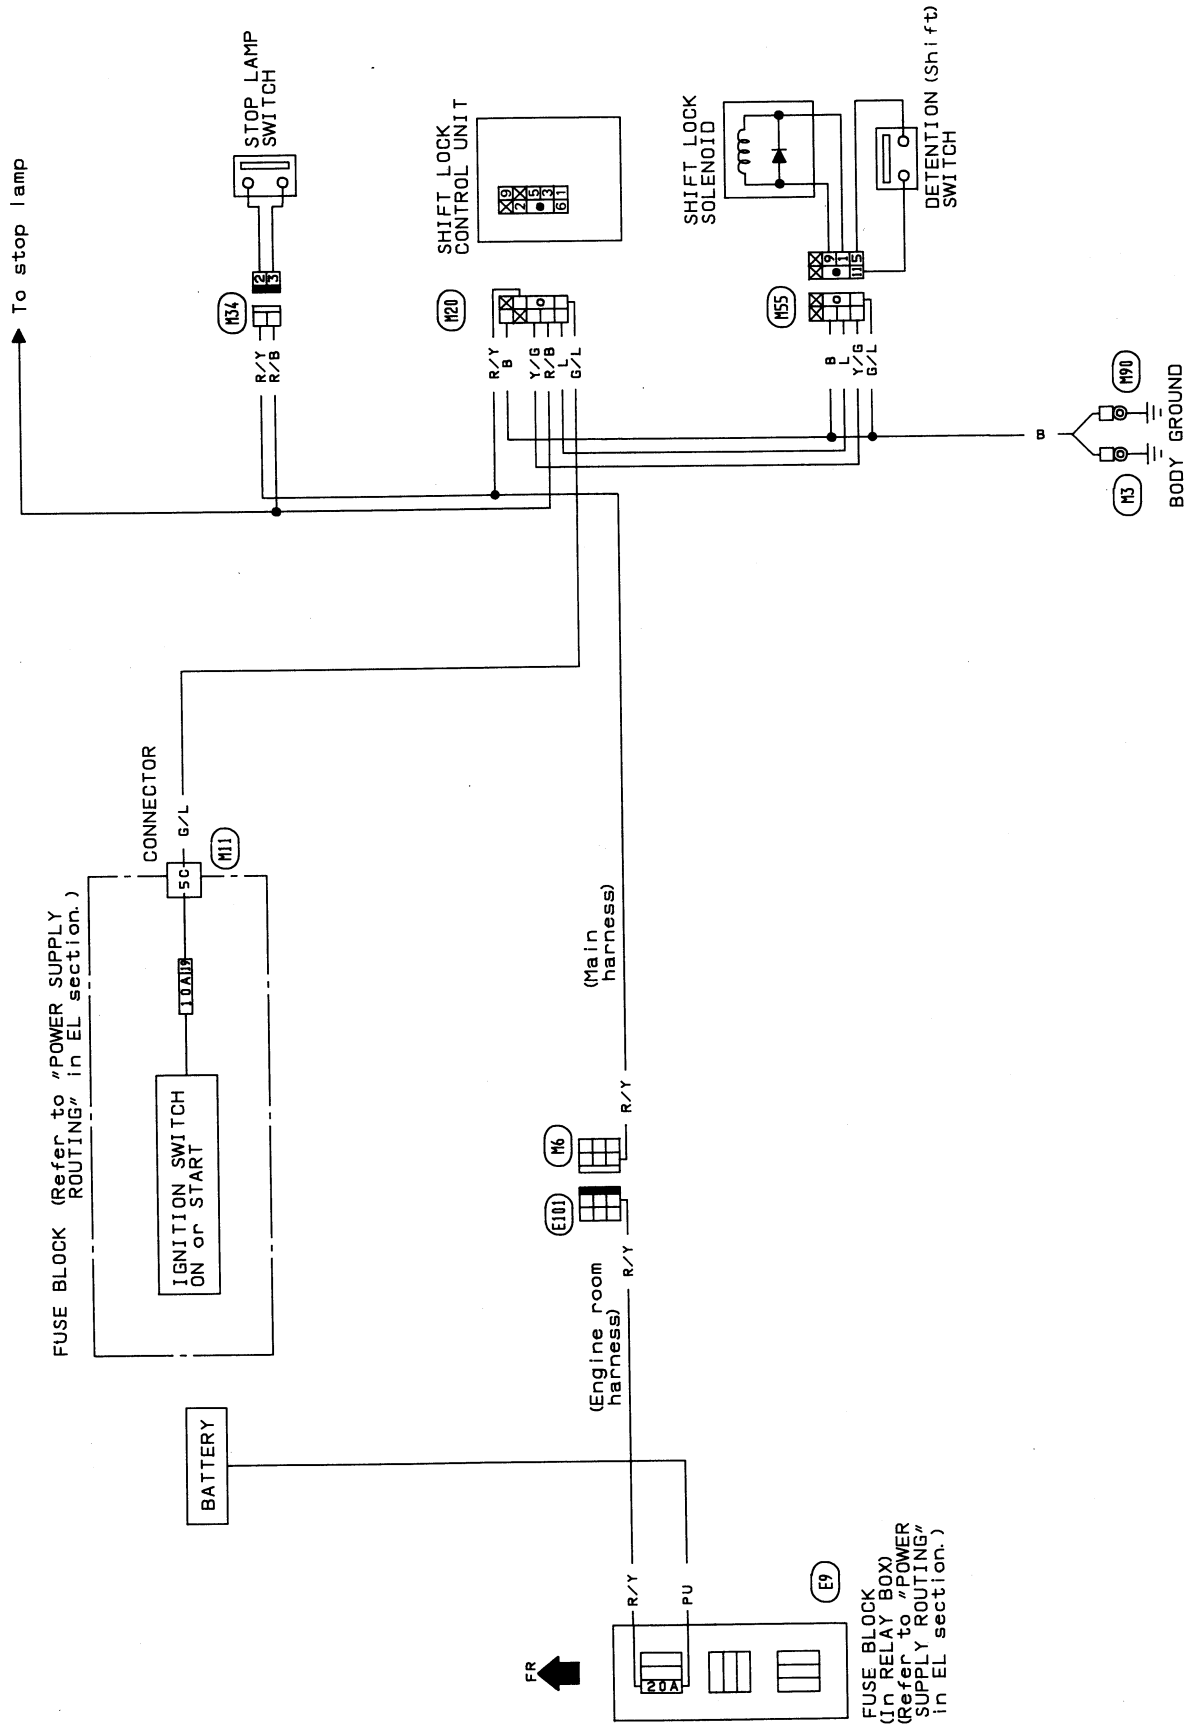 FUSE BLOCK (Refer to "POWER SUPPLY
ROUTING" in EL section.)
IGNITION SWITCH
ON or START
10A 19
5C
CONNECTOR
M11
G/L
To stop lamp
STOP LAMP
SWITCH
2
3
M34
R/Y
R/B
BATTERY
SHIFT LOCK
CONTROL UNIT
9
2
5
3
6 1
M20
R/Y
B
Y/G
R/B
L
G/L
SHIFT LOCK
SOLENOID
DETENTION (Shift)
SWITCH
9
1
11 5
M55
B
L
Y/G
G/L
B
M3
M90
BODY GROUND
(Main
harness)
R/Y
M6
E101
R/Y
(Engine room
harness)
R/Y
PU
FR
20A
E9
FUSE BLOCK
(In RELAY BOX)
(Refer to "POWER
SUPPLY ROUTING"
in EL section.)